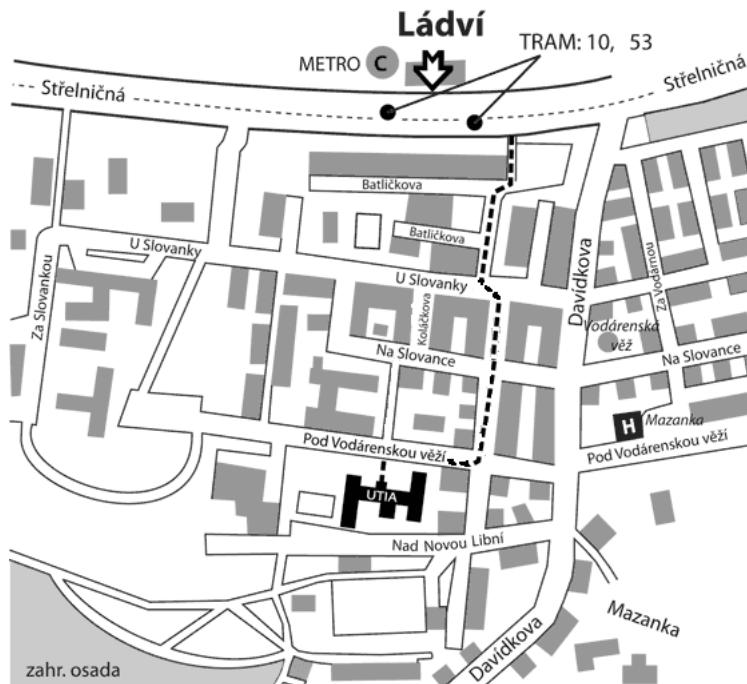 Ládví
TRAM: 10, 53
METRO C
Střelničná
Střelničná
Batličkova
Batličkova
U Slovanky
U Slovanky
Za Slovankou
Koláčkova
Davídkova
Za Vodárnou
Vodárenská
věž
Na Slovance
Na Slovance
H
Mazanka
Pod Vodárenskou věží
Pod Vodárenskou věží
UTIA
Nad Novou Libní
Mazanka
Davídkova
zahr. osada